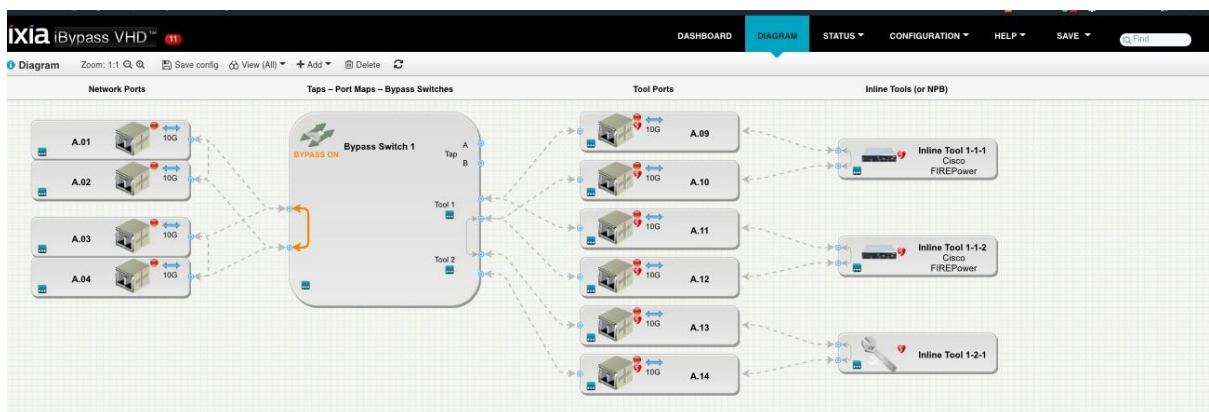 ixia iBypass VHD™ 11
DASHBOARD DIAGRAM STATUS CONFIGURATION HELP SAVE Find
Diagram Zoom: 1:1 Save config View (All) Add Delete
Network Ports Taps – Port Maps – Bypass Switches Tool Ports Inline Tools (or NPB)
A.01 10G
A.02 10G
A.03 10G
A.04 10G
BYPASS ON
Bypass Switch 1
A
Tap
B
Tool 1
Tool 2
10G A.09
10G A.10
10G A.11
10G A.12
10G A.13
10G A.14
Inline Tool 1-1-1
Cisco
FIREPower
Inline Tool 1-1-2
Cisco
FIREPower
Inline Tool 1-2-1